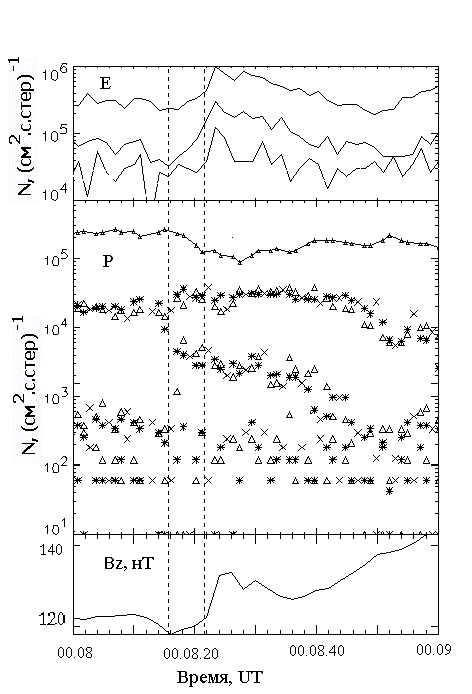 N, (см².с.стер)⁻¹
10⁶
E
10⁵
10⁴
N, (см².с.стер)⁻¹
10⁵
P
10⁴
10³
10²
10¹
140
Bz, нТ
120
00.08 00.08.20 00.08.40 00.09
Время, UT